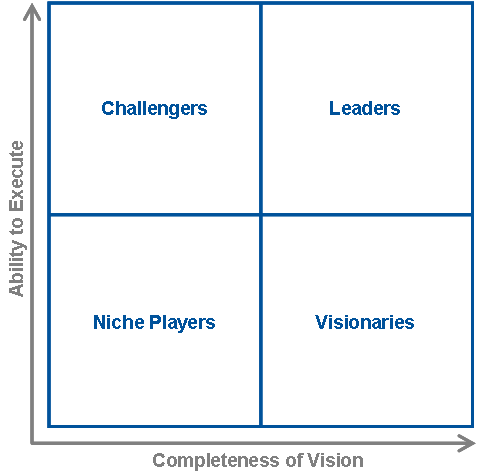 Challengers
Leaders
Ability to Execute
Niche Players
Visionaries
Completeness of Vision